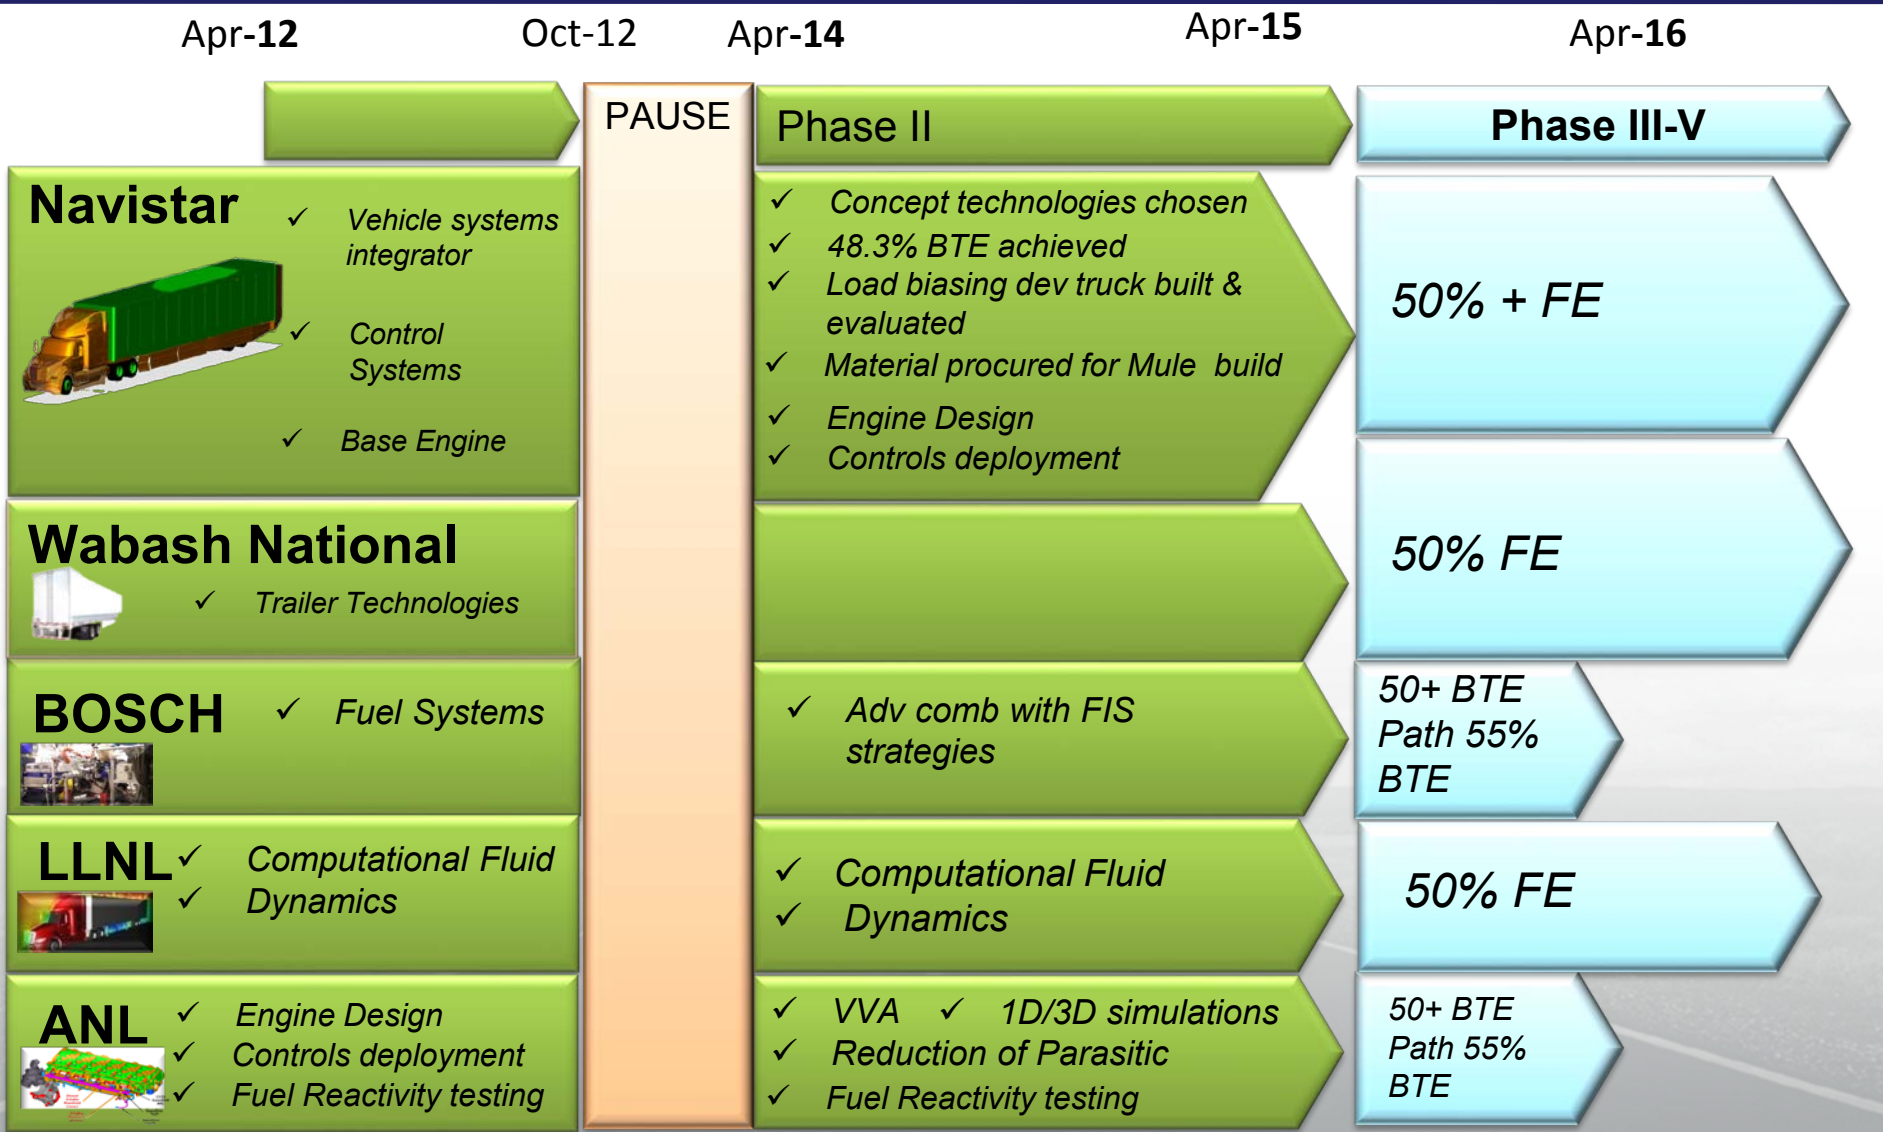 Apr-12 Oct-12 Apr-14 Apr-15 Apr-16
PAUSE
Phase II
Phase III-V
Navistar
✓ Vehicle systems
integrator
✓ Control
Systems
✓ Base Engine
✓ Concept technologies chosen
✓ 48.3% BTE achieved
✓ Load biasing dev truck built &
evaluated
✓ Material procured for Mule build
✓ Engine Design
✓ Controls deployment
50% + FE
Wabash National
✓ Trailer Technologies
50% FE
BOSCH
✓ Fuel Systems
✓ Adv comb with FIS
strategies
50+ BTE
Path 55%
BTE
LLNL
✓ Computational Fluid
✓ Dynamics
✓ Computational Fluid
✓ Dynamics
50% FE
ANL
✓ Engine Design
✓ Controls deployment
✓ Fuel Reactivity testing
✓ VVA ✓ 1D/3D simulations
✓ Reduction of Parasitic
✓ Fuel Reactivity testing
50+ BTE
Path 55%
BTE